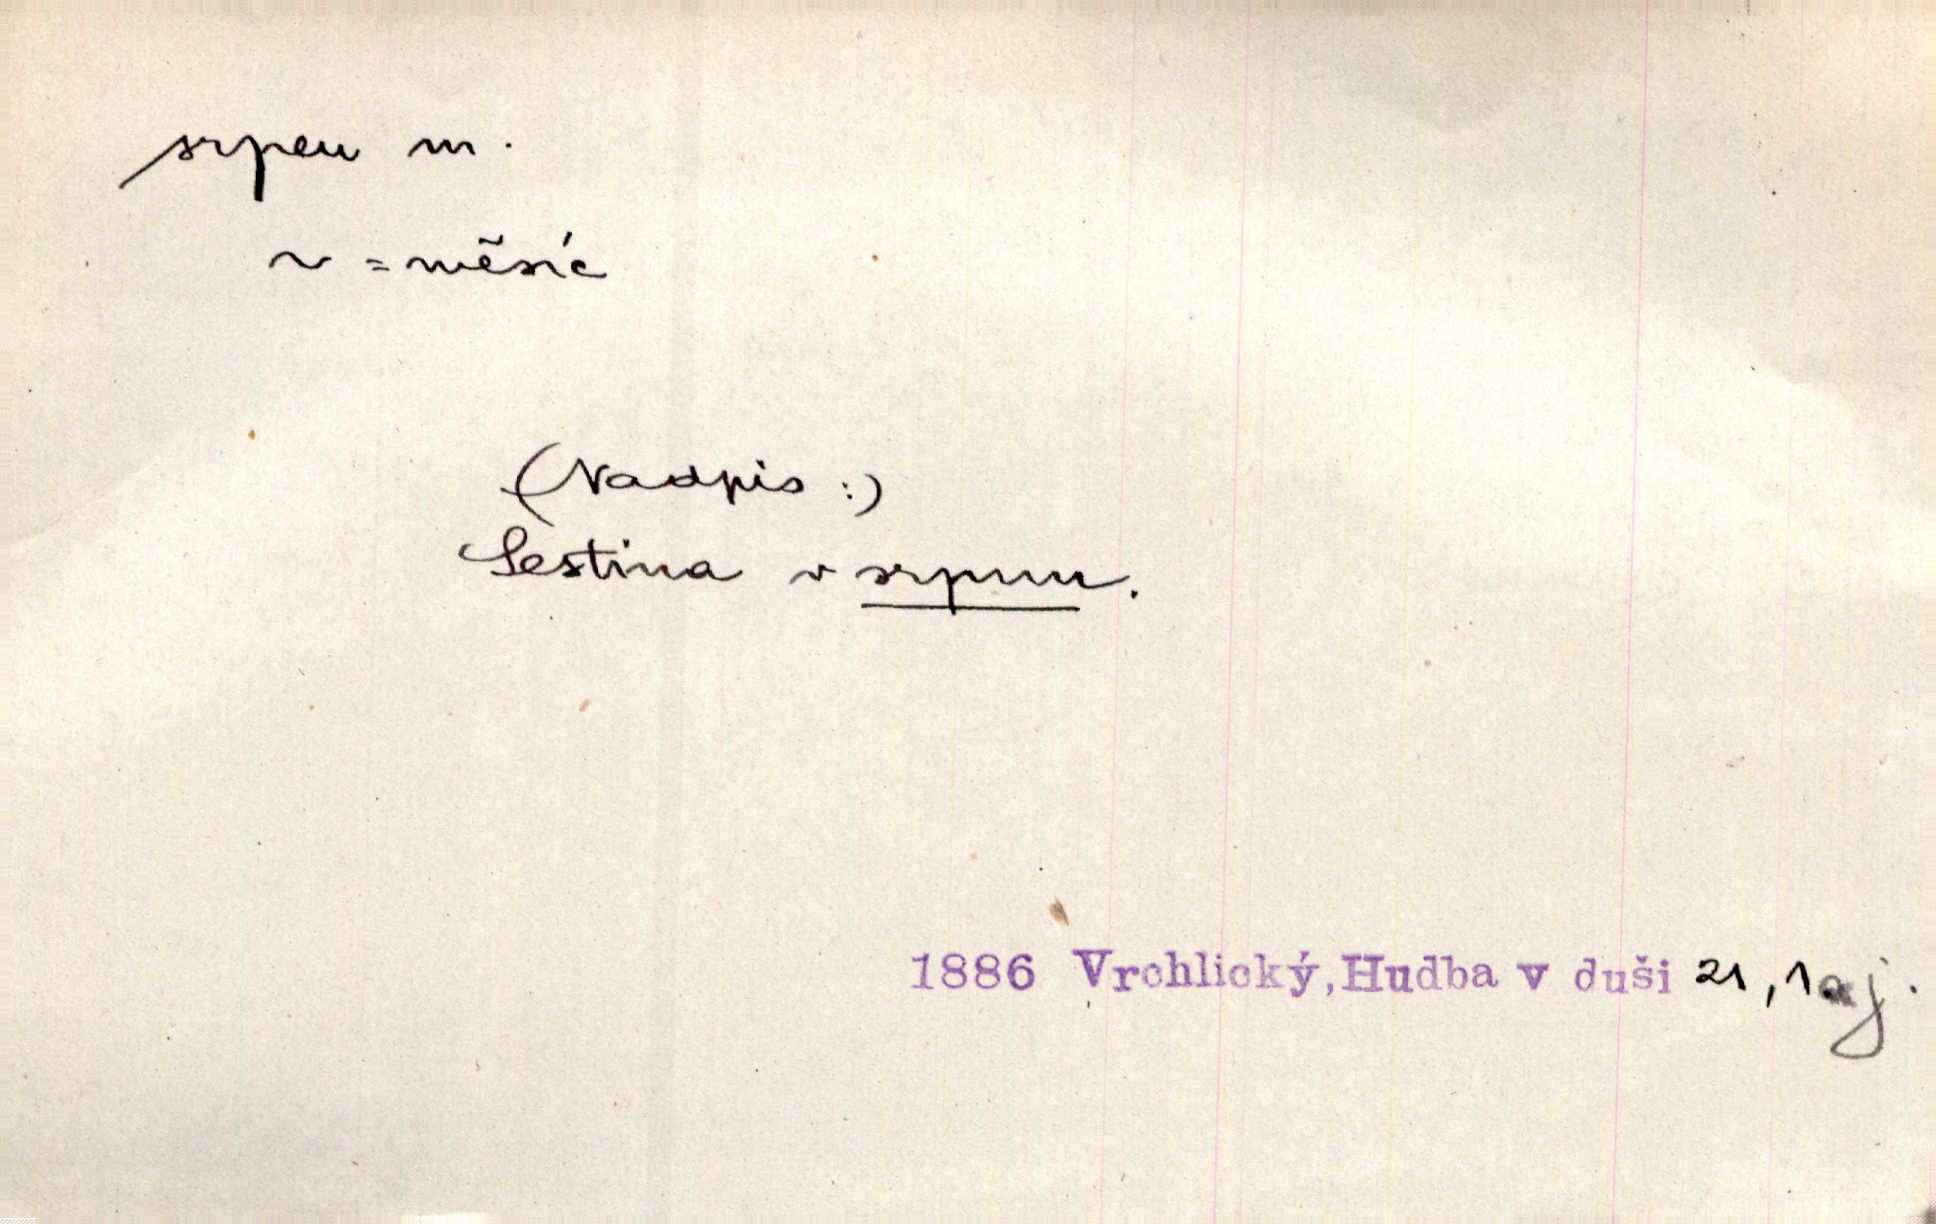 srpen m.
~ = měsíc
(Nadpis:)
Sestina v srpnu.
1886 Vrchlický, Hudba v duši 21, 1 aj.